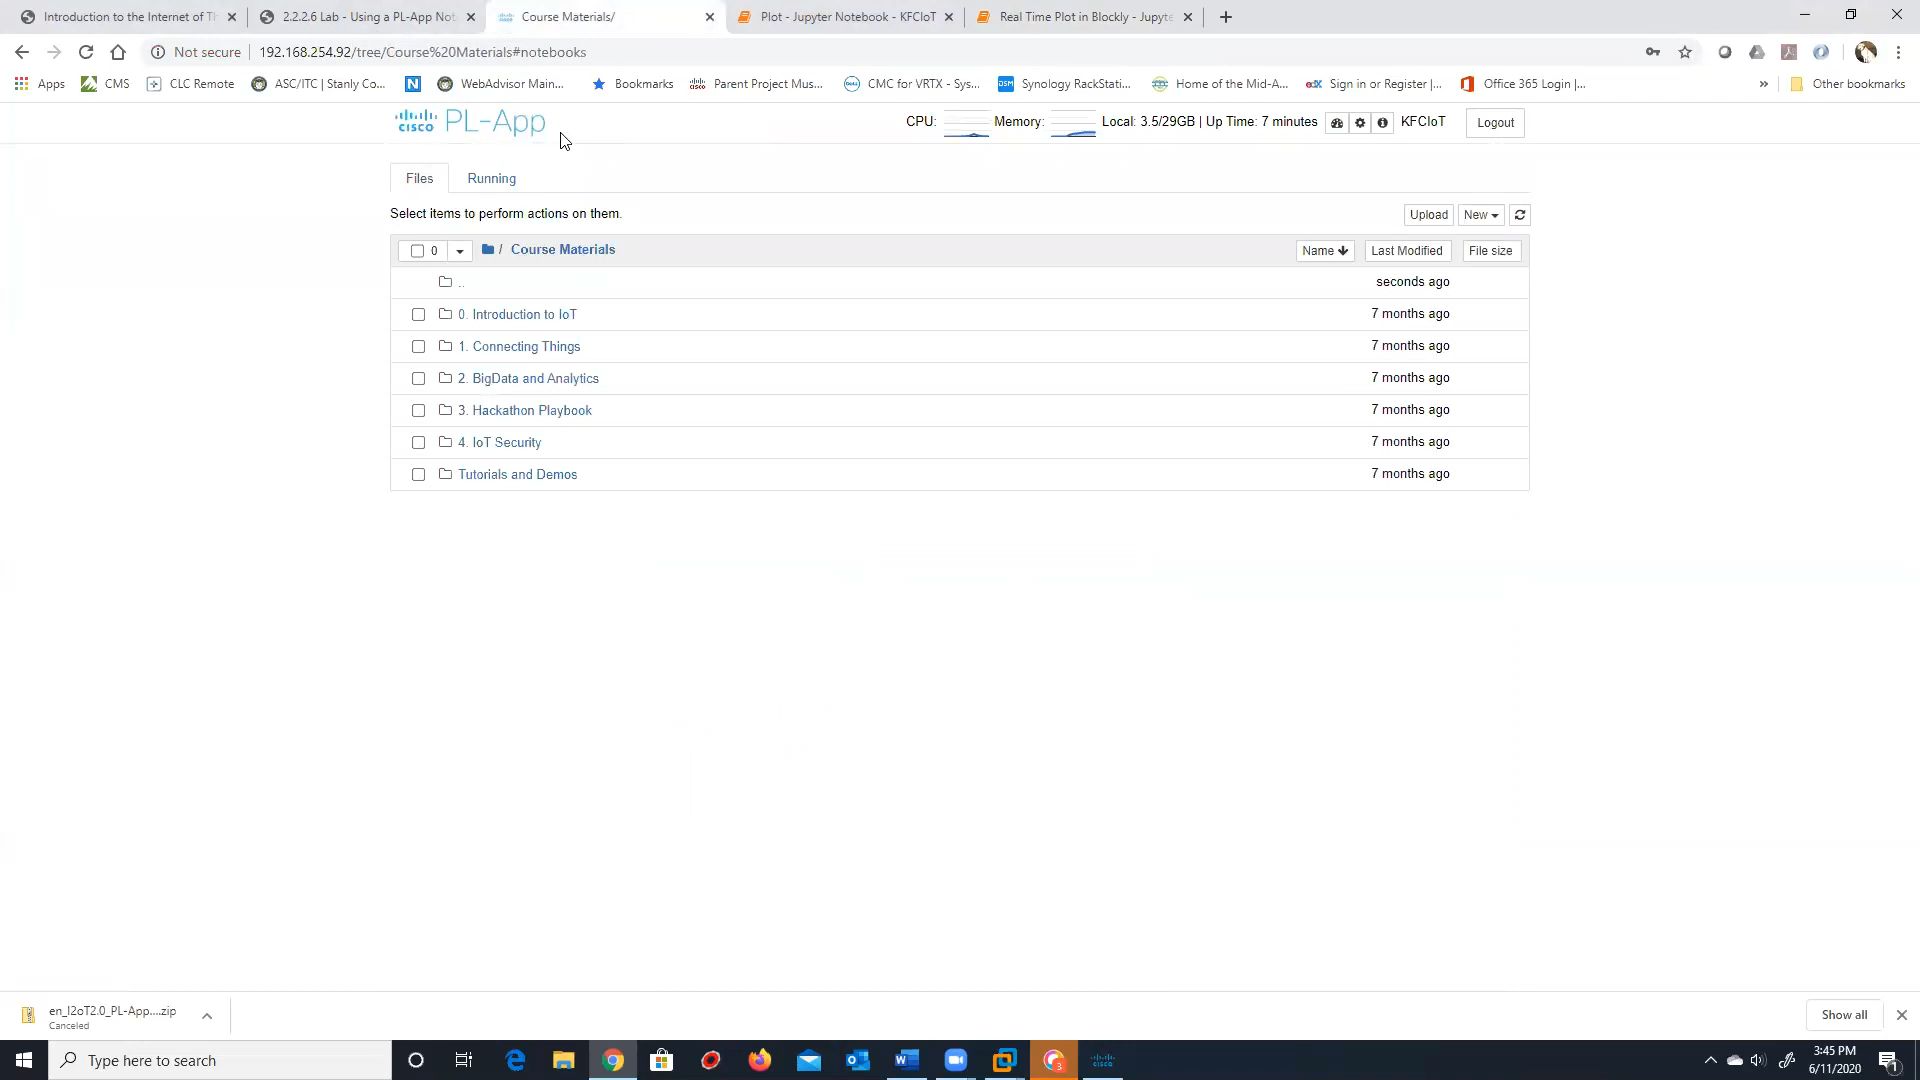 Introduction to the Internet of Th
2.2.2.6 Lab - Using a PL-App Not
Course Materials/
Plot - Jupyter Notebook - KFCIoT
Real Time Plot in Blockly - Jupyte
Not secure
192.168.254.92/tree/Course%20Materials#notebooks
Apps
CMS
CLC Remote
ASC/ITC | Stanly Co...
N
WebAdvisor Main...
Bookmarks
Parent Project Mus...
CMC for VRTX - Sys...
DSM
Synology RackStati...
Home of the Mid-A...
edX
Sign in or Register |...
Office 365 Login |...
»
Other bookmarks
cisco PL-App
CPU:
Memory:
Local: 3.5/29GB | Up Time: 7 minutes
KFCIoT
Logout
Files
Running
Select items to perform actions on them.
Upload
New
0
/ Course Materials
Name
Last Modified
File size
.. seconds ago
0. Introduction to IoT 7 months ago
1. Connecting Things 7 months ago
2. BigData and Analytics 7 months ago
3. Hackathon Playbook 7 months ago
4. IoT Security 7 months ago
Tutorials and Demos 7 months ago
en_I2oT2.0_PL-App....zip
Canceled
Show all
Type here to search
3
cisco
3:45 PM
6/11/2020
1